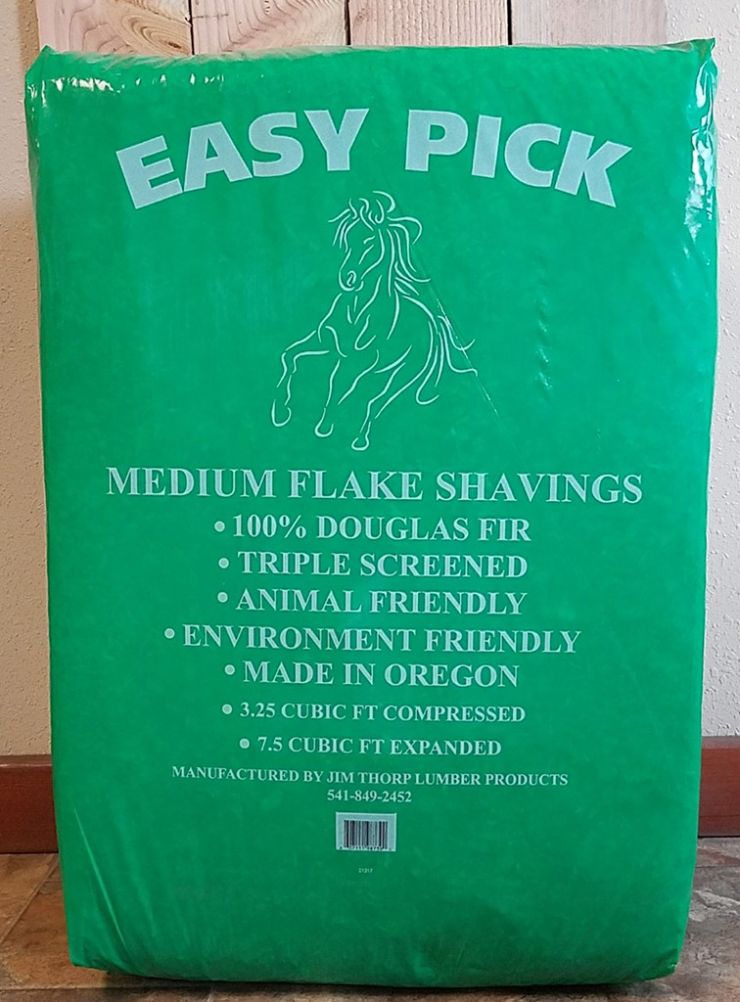 EASY PICK
MEDIUM FLAKE SHAVINGS
• 100% DOUGLAS FIR
• TRIPLE SCREENED
• ANIMAL FRIENDLY
• ENVIRONMENT FRIENDLY
• MADE IN OREGON
• 3.25 CUBIC FT COMPRESSED
• 7.5 CUBIC FT EXPANDED
MANUFACTURED BY JIM THORP LUMBER PRODUCTS
541-849-2452